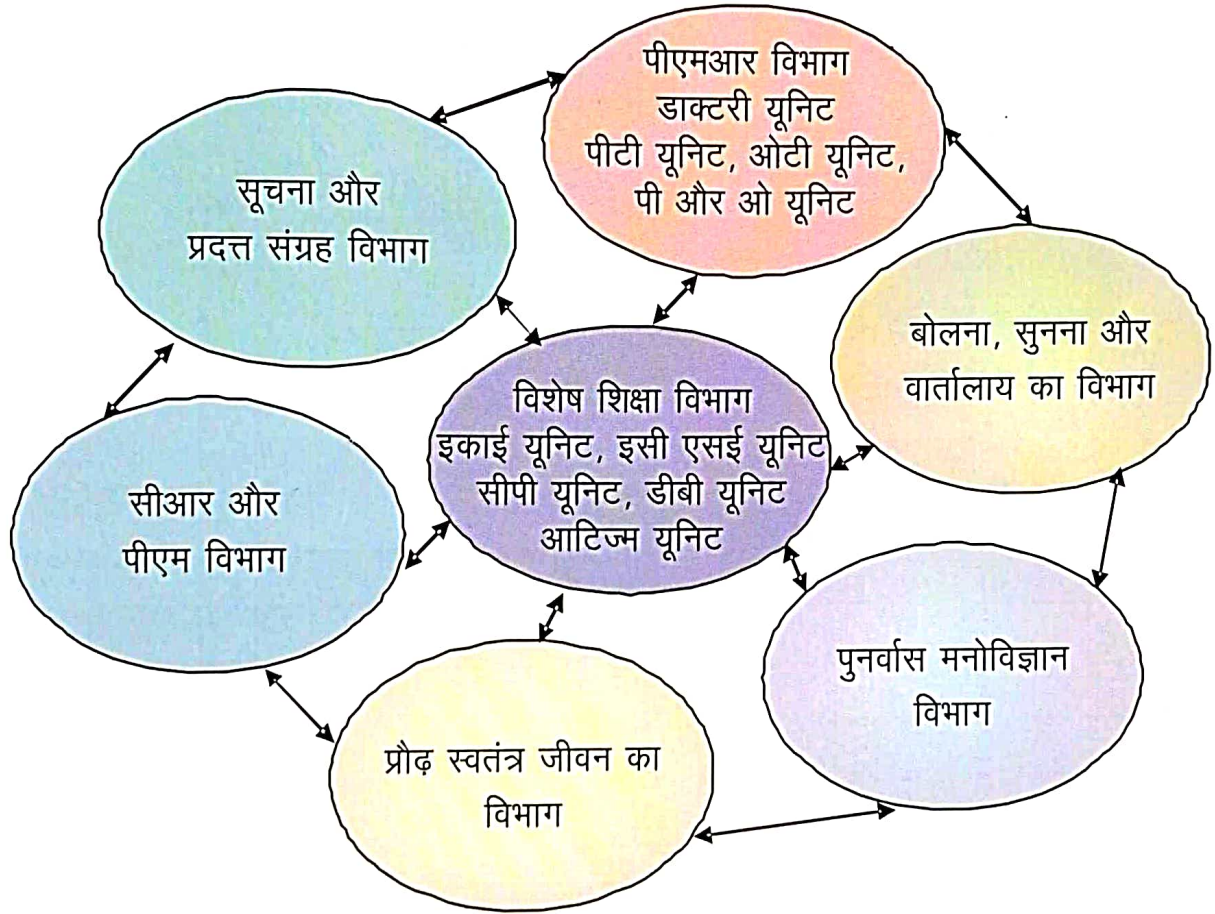 पीएमआर विभाग
डाक्टरी यूनिट
पीटी यूनिट, ओटी यूनिट,
पी और ओ यूनिट
सूचना और
प्रदत्त संग्रह विभाग
बोलना, सुनना और
वार्तालाय का विभाग
विशेष शिक्षा विभाग
इकाई यूनिट, इसी एसई यूनिट
सीपी यूनिट, डीबी यूनिट
आटिज्म यूनिट
सीआर और
पीएम विभाग
पुनर्वास मनोविज्ञान
विभाग
प्रौढ़ स्वतंत्र जीवन का
विभाग